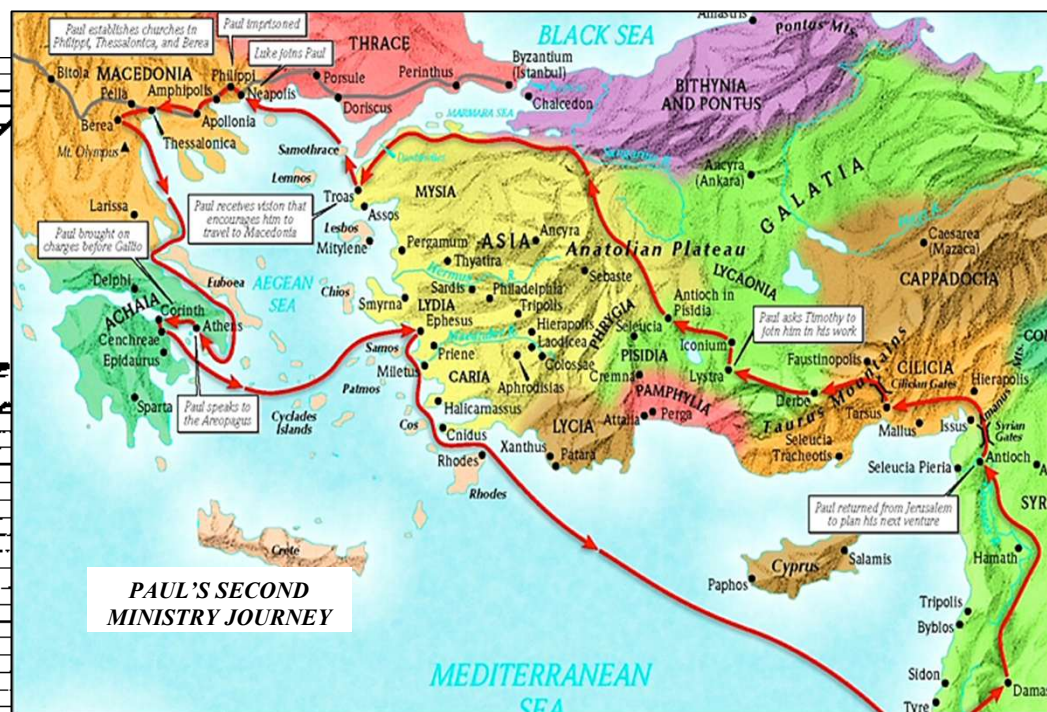 Paul establishes churches in
Philippi, Thessalonica, and Berea
Paul imprisoned
Luke joins Paul
THRACE
BLACK SEA
Amastris
Pontus Mts.
Bitola
MACEDONIA
Pella
Amphipolis
Philippi
Neapolis
Porsule
Perinthus
Byzantium
(Istanbul)
BITHYNIA
AND PONTUS
Doriscus
Chalcedon
MARMARA SEA
Berea
Apollonia
Thessalonica
Mt. Olympus
Samothrace
Dardanelles
Sangarius R.
Lemnos
Ancyra
(Ankara)
GALATIA
Troas
MYSIA
Assos
Paul receives vision that
encourages him to
travel to Macedonia
Larissa
Paul brought on
charges before Gallio
Lesbos
Mitylene
Pergamum
ASIA
Ancyra
Anatolian Plateau
Caesarea
(Mazaca)
Thyatira
Sebaste
CAPPADOCIA
Delphi
Euboea
AEGEAN
SEA
Chios
Hermus R.
Sardis
Philadelphia
LYCAONIA
Smyrna
LYDIA
Tripolis
PHRYGIA
Antioch in
Pisidia
Paul asks Timothy to
join him in his work
ACHAIA
Corinth
Athens
Ephesus
Hierapolis
Seleucia
Cenchreae
Samos
Priene
Laodicea
Iconium
Epidaurus
Miletus
Colossae
PISIDIA
Lystra
Faustinopolis
CILICIA
Cilician Gates
Hierapolis
Patmos
CARIA
Aphrodisias
Cremna
Derbe
Taurus Mountains
Tarsus
Amanus Mts.
Sparta
Paul speaks to
the Areopagus
Cyclades
Islands
Halicarnassus
Cos
PAMPHYLIA
Attalia
Perga
Mallus
Issus
Syrian
Gates
Cnidus
Xanthus
LYCIA
Patara
Seleucia
Tracheotis
Rhodes
Rhodes
Seleucia Pieria
Antioch
Paul returned from Jerusalem
to plan his next venture
SYR
Crete
Cyprus
Salamis
Hamath
PAUL'S SECOND
MINISTRY JOURNEY
Paphos
Tripolis
Byblos
MEDITERRANEAN
SEA
Sidon
Damas
Tyre